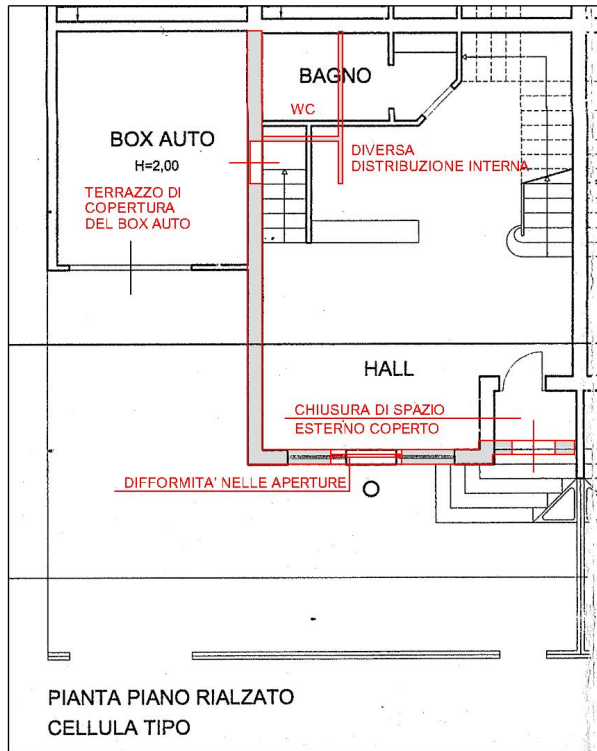 BAGNO
WC
BOX AUTO
H=2,00
DIVERSA
DISTRIBUZIONE INTERNA
TERRAZZO DI
COPERTURA
DEL BOX AUTO
HALL
CHIUSURA DI SPAZIO
ESTERNO COPERTO
DIFFORMITA' NELLE APERTURE
PIANTA PIANO RIALZATO
CELLULA TIPO